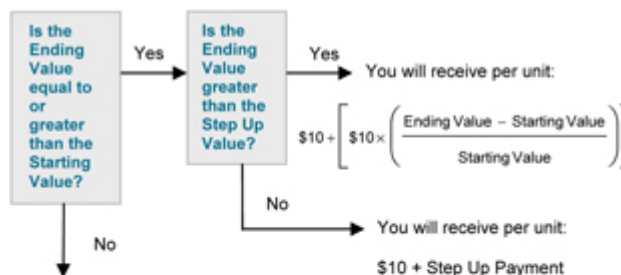 Is the
Ending
Value
equal to
or
greater
than the
Starting
Value?
Yes
Is the
Ending
Value
greater
than the
Step Up
Value?
Yes
You will receive per unit:
$10 + [ $10 × ( Ending Value – Starting Value
Starting Value )
No
You will receive per unit:
$10 + Step Up Payment
No